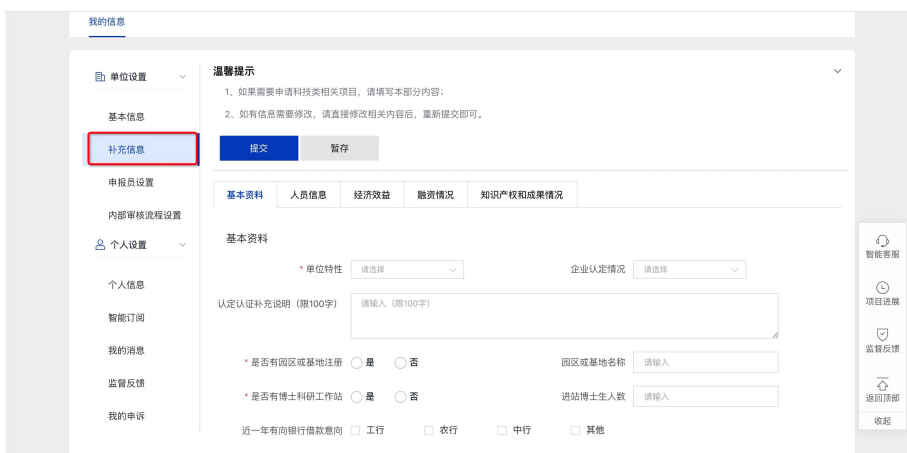 我的信息
单位设置
基本信息
补充信息
申报员设置
内部审核流程设置
个人设置
个人信息
智能订阅
我的消息
监督反馈
我的申诉
温馨提示
1、如果需要申请科技类相关项目，请填写本部分内容；
2、如有信息需要修改，请直接修改相关内容后，重新提交即可。
提交 暂存
基本资料 人员信息 经济效益 融资情况 知识产权和成果情况
基本资料
* 单位特性 请选择 企业认定情况 请选择
认定认证补充说明（限100字） 请输入（限100字）
* 是否有园区或基地注册 是 否 园区或基地名称 请输入
* 是否有博士科研工作站 是 否 进站博士生人数 请输入
近一年有向银行借款意向 工行 农行 中行 其他
智能客服
项目进展
监督反馈
返回顶部
收起